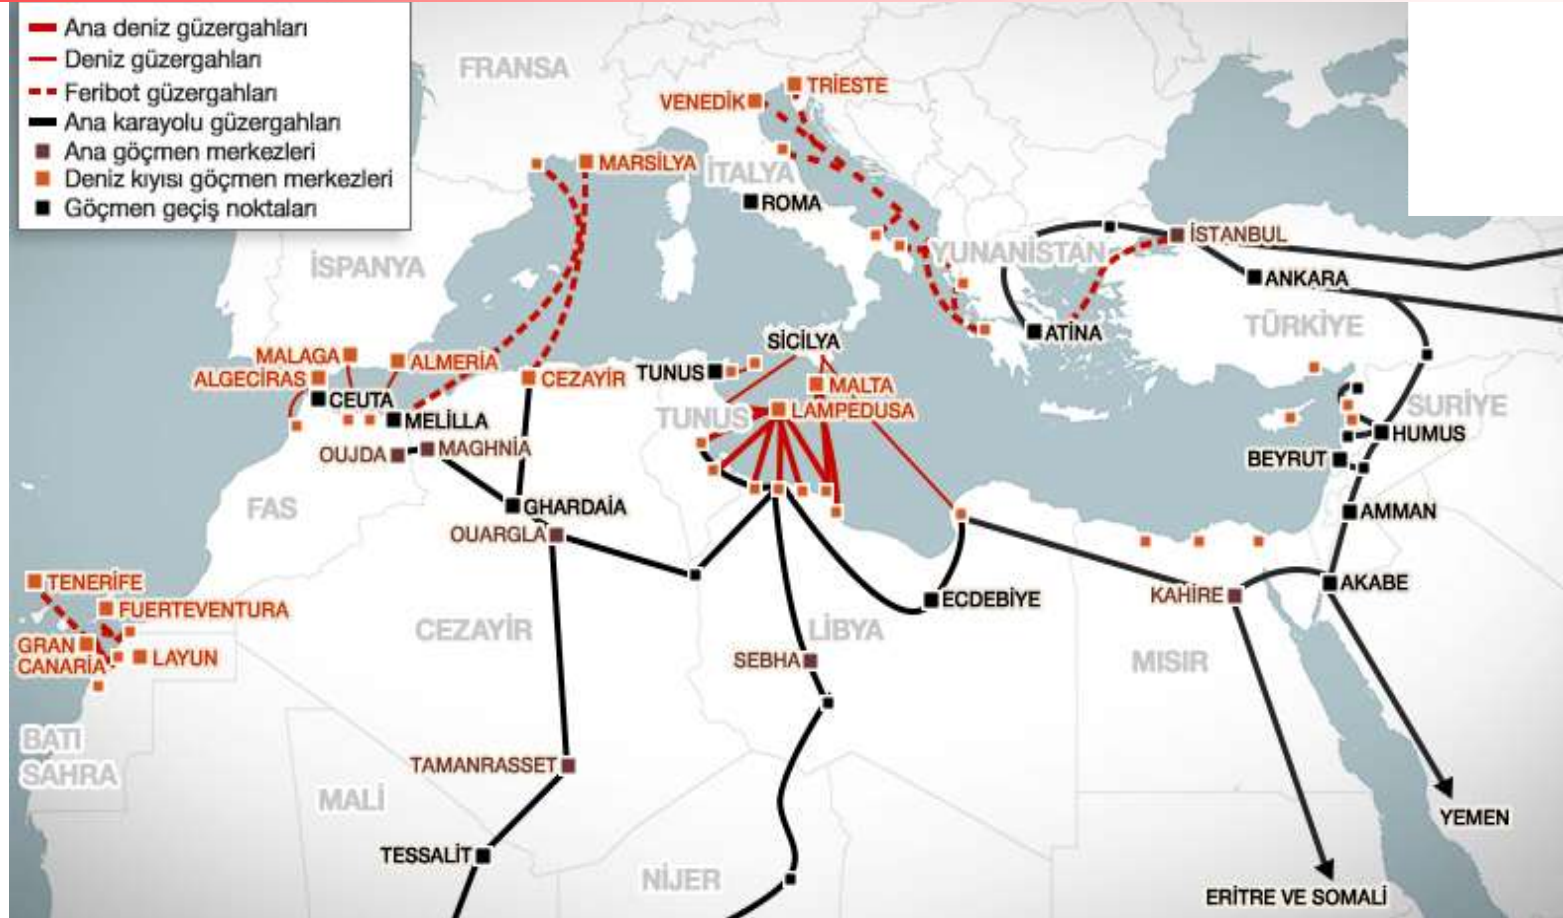 Ana deniz güzergahları
Deniz güzergahları
Feribot güzergahları
Ana karayolu güzergahları
Ana göçmen merkezleri
Deniz kıyısı göçmen merkezleri
Göçmen geçiş noktaları
FRANSA
TRİESTE
VENEDİK
MARSİLYA
İTALYA
ROMA
İSPANYA
YUNANİSTAN
İSTANBUL
ANKARA
TÜRKİYE
ATİNA
SİCİLYA
MALAGA
ALMERİA
ALGECIRAS
CEUTA
MELİLLA
CEZAYİR
TUNUS
MALTA
TUNUS
LAMPEDUSA
SURİYE
HUMUS
BEYRUT
OUJDA
MAGHNİA
FAS
GHARDAİA
OUARGLA
AMMAN
AKABE
KAHİRE
ECDEBİYE
TENERİFE
FUERTEVENTURA
GRAN
CANARİA
LAYUN
CEZAYİR
LİBYA
SEBHA
MISIR
BATI
SAHRA
TAMANRASSET
MALİ
TESSALİT
NİJER
YEMEN
ERİTRE VE SOMALİ